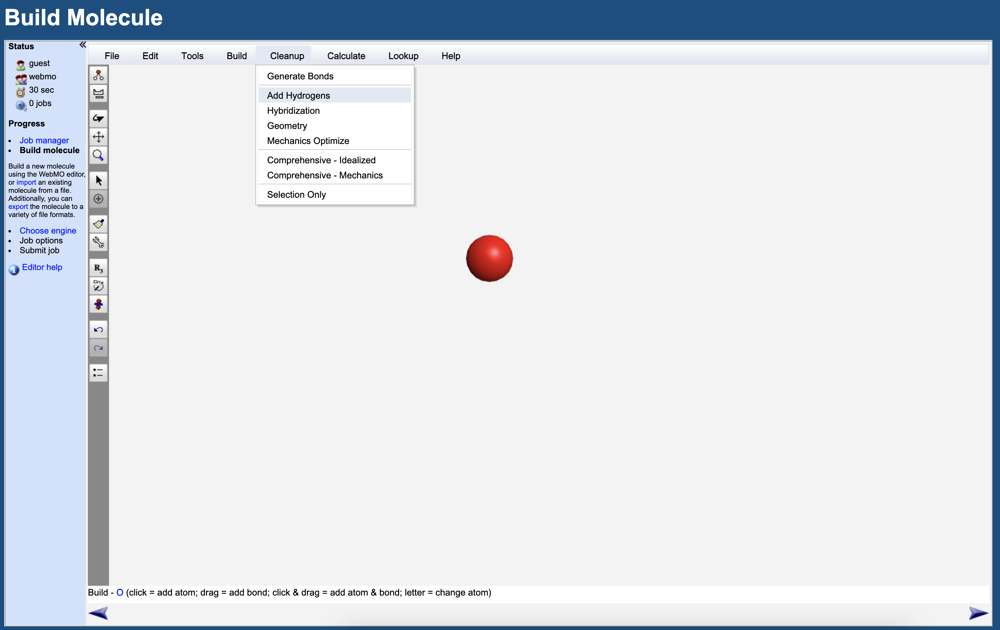 Build Molecule
Status
guest
webmo
30 sec
0 jobs
Progress
Job manager
Build molecule
Build a new molecule
using the WebMO editor,
or import an existing
molecule from a file.
Additionally, you can
export the molecule to a
variety of file formats.
Choose engine
Job options
Submit job
Editor help
File Edit Tools Build Cleanup Calculate Lookup Help
Generate Bonds
Add Hydrogens
Hybridization
Geometry
Mechanics Optimize
Comprehensive - Idealized
Comprehensive - Mechanics
Selection Only
R3
C2v
Build - O (click = add atom; drag = add bond; click & drag = add atom & bond; letter = change atom)